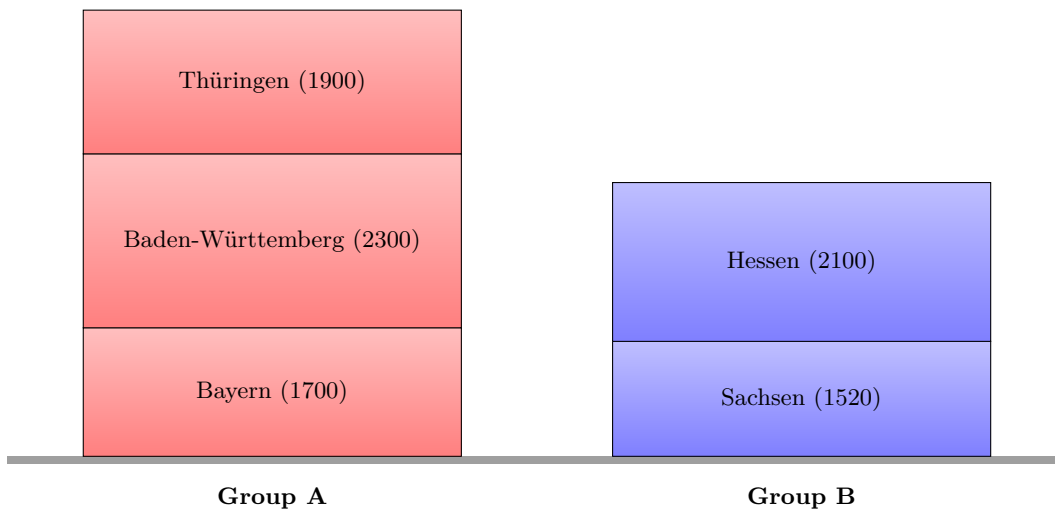 Thüringen (1900)
Baden-Württemberg (2300)
Bayern (1700)
Group A
Hessen (2100)
Sachsen (1520)
Group B